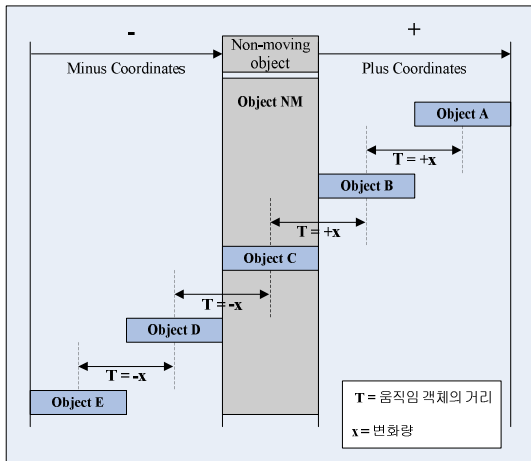 -
+
Minus Coordinates
Non-moving
object
Plus Coordinates
Object NM
Object A
T = +x
Object B
T = +x
Object C
T = -x
Object D
T = -x
Object E
T = 움직임 객체의 거리
x = 변화량